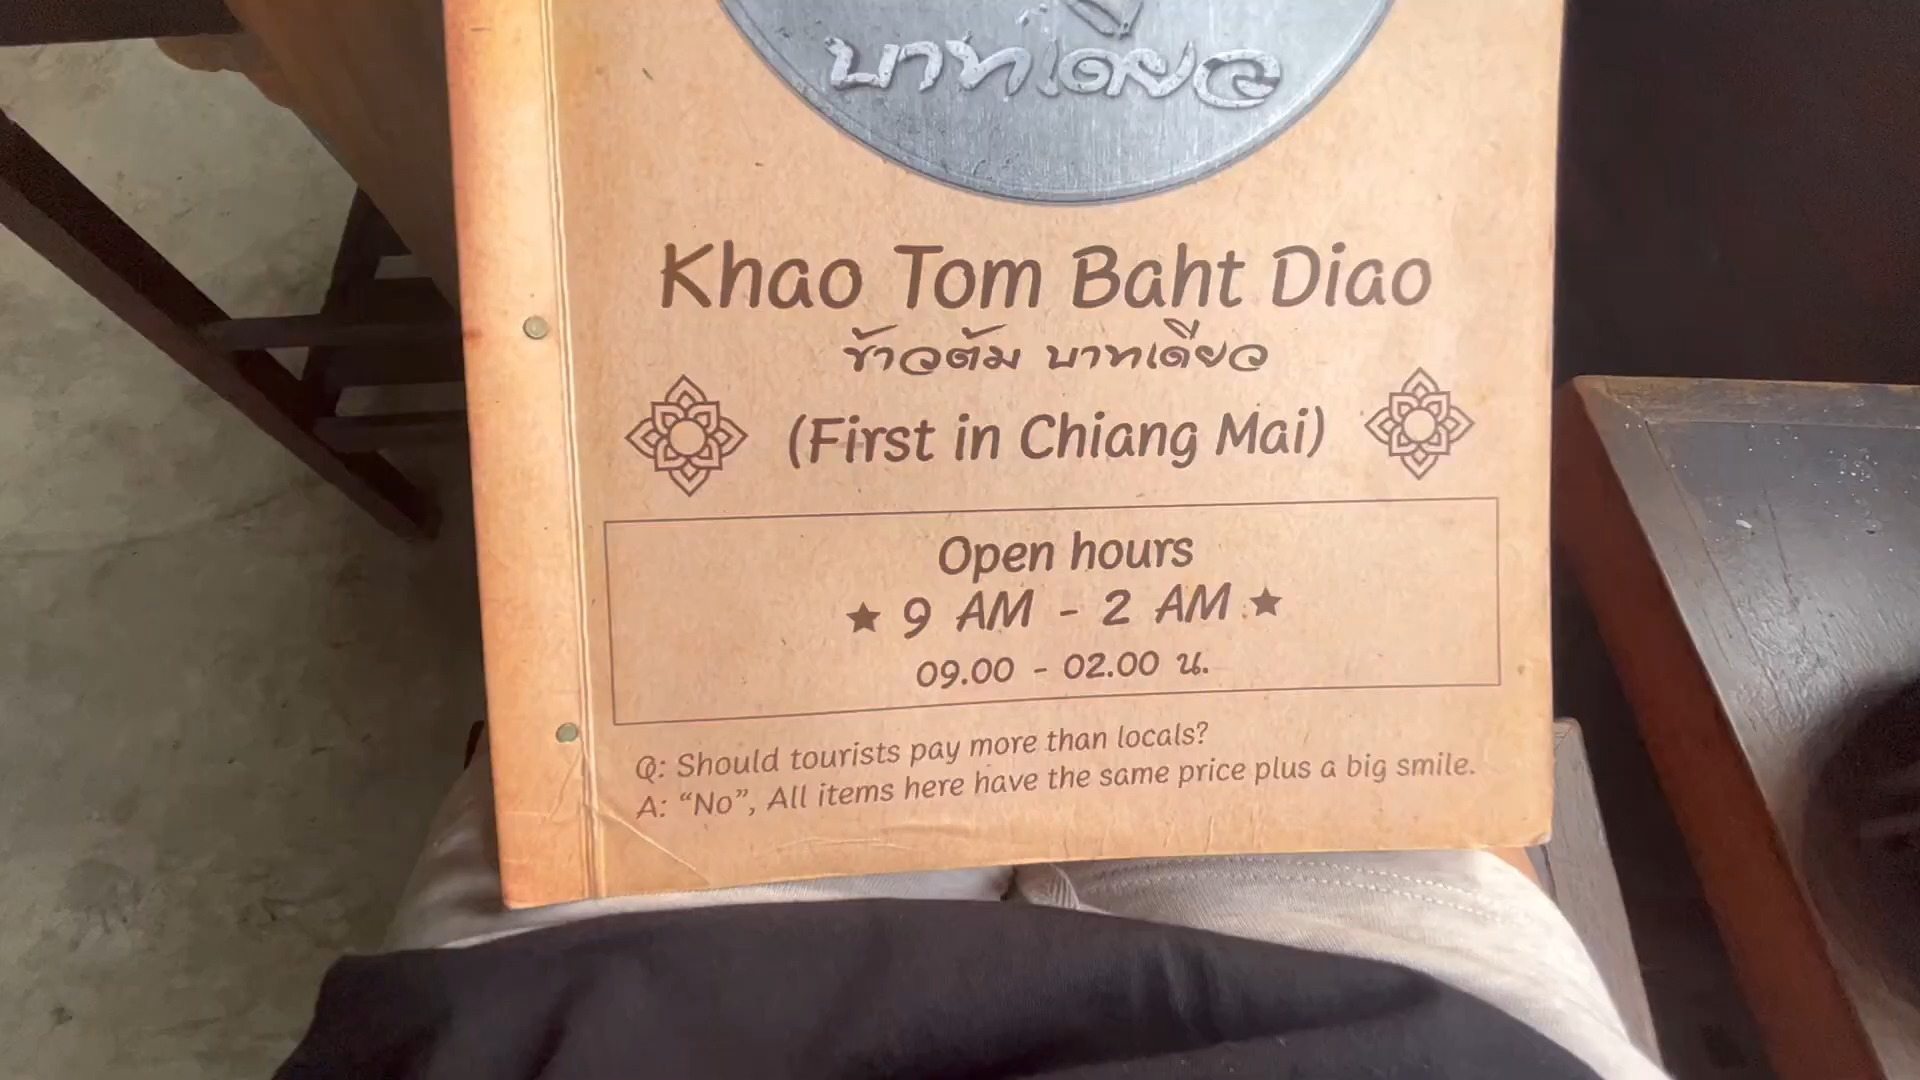 บาทเดียว
Khao Tom Baht Diao
ข้าวต้ม บาทเดียว
(First in Chiang Mai)
Open hours
★ 9 AM - 2 AM ★
09.00 - 02.00 น.
Q: Should tourists pay more than locals?
A: “No”, All items here have the same price plus a big smile.